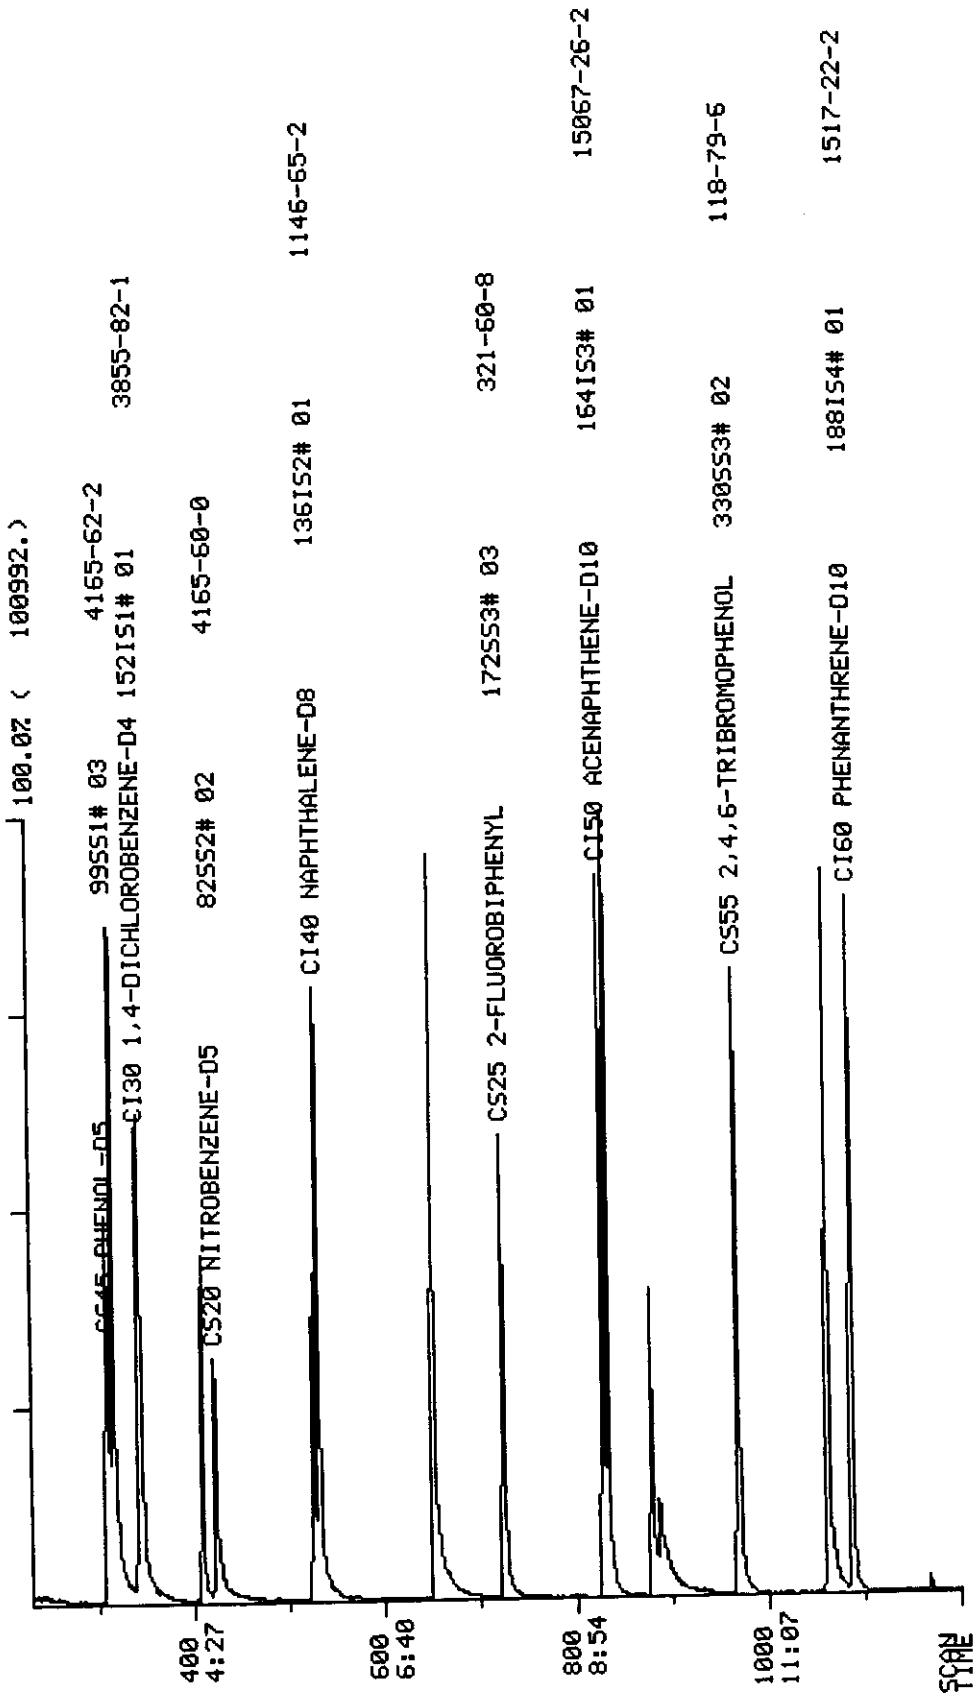 100.0% ( 100992.)
99SS1# 03 4165-62-2
CI30 1,4-DICHLOROBENZENE-D4 152IS1# 01 3855-82-1
CS45 PHENOL-D5
82SS2# 02 4165-60-0
CS20 NITROBENZENE-D5
CI40 NAPHTHALENE-D8 136IS2# 01 1146-65-2
CS25 2-FLUOROBIPHENYL 172SS3# 03 321-60-8
CI50 ACENAPHTHENE-D10 164IS3# 01 15067-26-2
CS55 2,4,6-TRIBROMOPHENOL 330SS3# 02 118-79-6
CI60 PHENANTHRENE-D10 188IS4# 01 1517-22-2
400 600 800 1000 SCAN
4:27 6:40 8:54 11:07 TIME